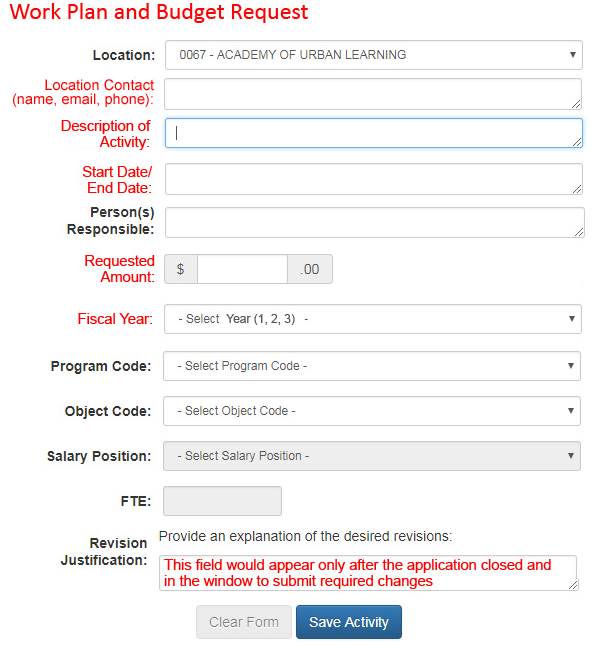 Work Plan and Budget Request
Location: 0067 - ACADEMY OF URBAN LEARNING
Location Contact
(name, email, phone):
Description of
Activity:
Start Date/
End Date:
Person(s)
Responsible:
Requested
Amount: $ .00
Fiscal Year: - Select Year (1, 2, 3) -
Program Code: - Select Program Code -
Object Code: - Select Object Code -
Salary Position: - Select Salary Position -
FTE:
Revision
Justification:
Provide an explanation of the desired revisions:
This field would appear only after the application closed and
in the window to submit required changes
Clear Form Save Activity